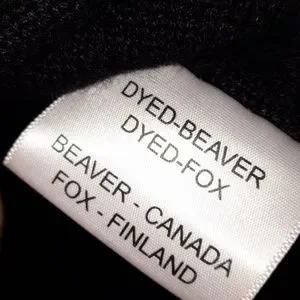 DYED-BEAVER
DYED-FOX
BEAVER - CANADA
FOX - FINLAND